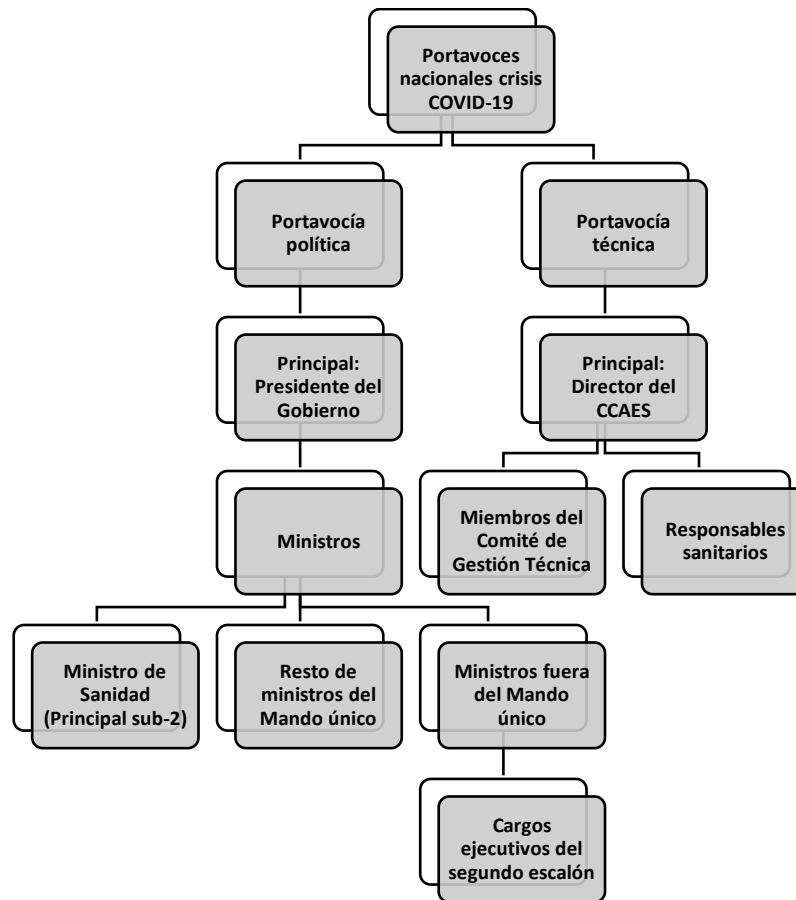 Portavoces
nacionales crisis
COVID-19
Portavocía
política
Portavocía
técnica
Principal:
Presidente del
Gobierno
Principal:
Director del
CCAES
Ministros
Miembros del
Comité de
Gestión Técnica
Responsables
sanitarios
Ministro de
Sanidad
(Principal sub-2)
Resto de
ministros del
Mando único
Ministros fuera
del Mando
único
Cargos
ejecutivos del
segundo escalón